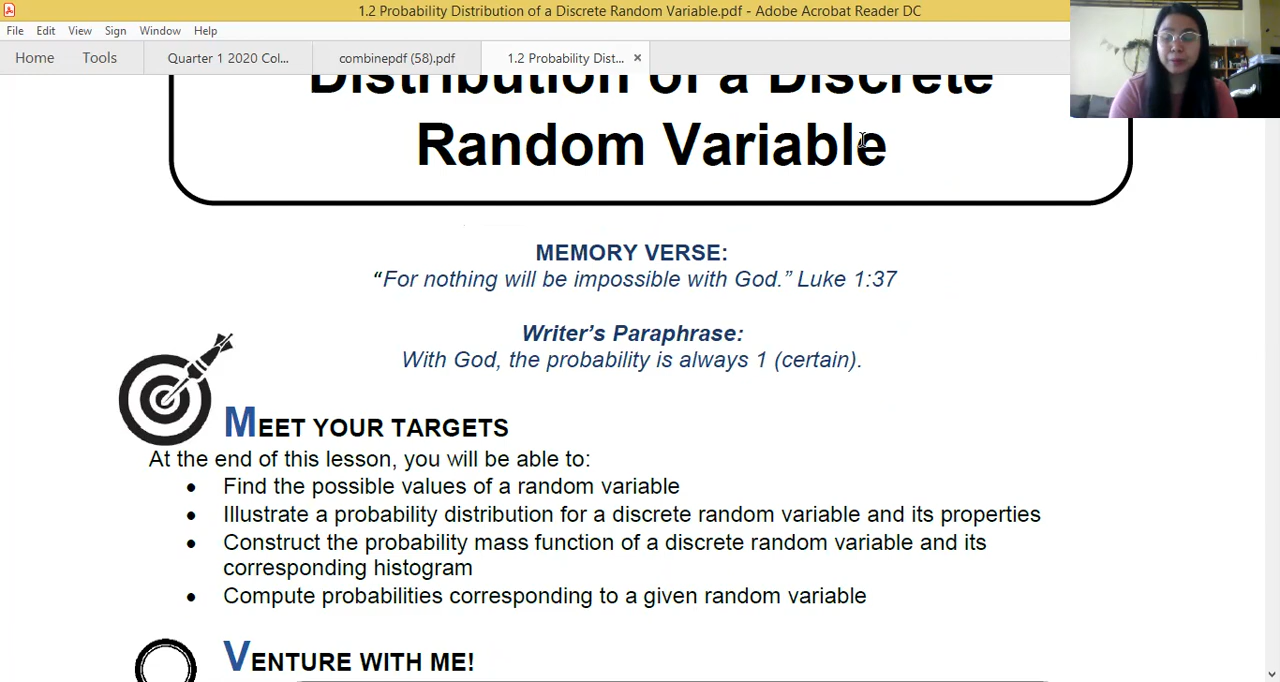 1.2 Probability Distribution of a Discrete Random Variable.pdf - Adobe Acrobat Reader DC
File Edit View Sign Window Help
Home Tools Quarter 1 2020 Col... combinepdf (58).pdf 1.2 Probability Dist... ×
Distribution of a Discrete
Random Variable
MEMORY VERSE:
“For nothing will be impossible with God.” Luke 1:37
Writer’s Paraphrase:
With God, the probability is always 1 (certain).
MEET YOUR TARGETS
At the end of this lesson, you will be able to:
• Find the possible values of a random variable
• Illustrate a probability distribution for a discrete random variable and its properties
• Construct the probability mass function of a discrete random variable and its
corresponding histogram
• Compute probabilities corresponding to a given random variable
VENTURE WITH ME!